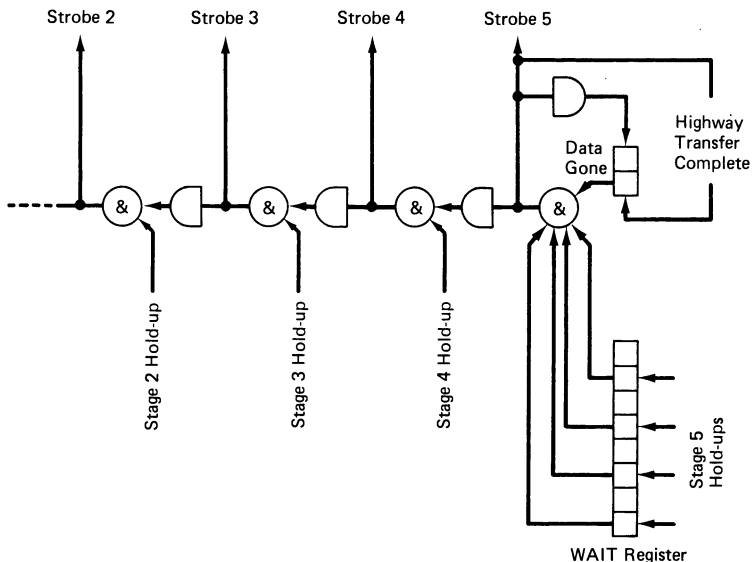 Strobe 2
Strobe 3
Strobe 4
Strobe 5
Highway
Transfer
Complete
Data
Gone
&
&
&
&
Stage 2 Hold-up
Stage 3 Hold-up
Stage 4 Hold-up
Stage 5
Hold-ups
WAIT Register